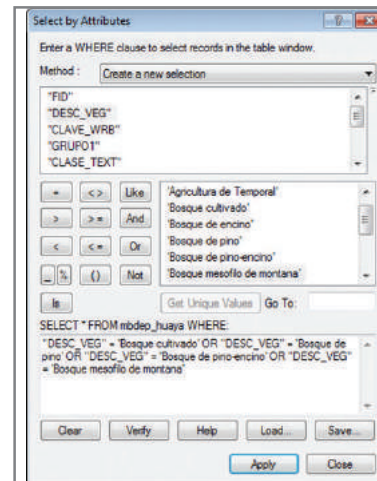 Select by Attributes
Enter a WHERE clause to select records in the table window.
Method : Create a new selection
"FID"
"DESC_VEG"
"CLAVE_WRB"
"GRUPO1"
"CLASE_TEXT"
= <> Like
> >= And
< <= Or
_ % () Not
Is
'Agricultura de Temporal'
'Bosque cultivado'
'Bosque de encino'
'Bosque de pino'
'Bosque de pino-encino'
'Bosque mesofilo de montana'
Get Unique Values Go To:
SELECT * FROM mbdep_huaya WHERE:
"DESC_VEG" = 'Bosque cultivado' OR "DESC_VEG" = 'Bosque de
pino' OR "DESC_VEG" = 'Bosque de pino-encino' OR "DESC_VEG"
= 'Bosque mesofilo de montana'
Clear Verify Help Load... Save...
Apply Close